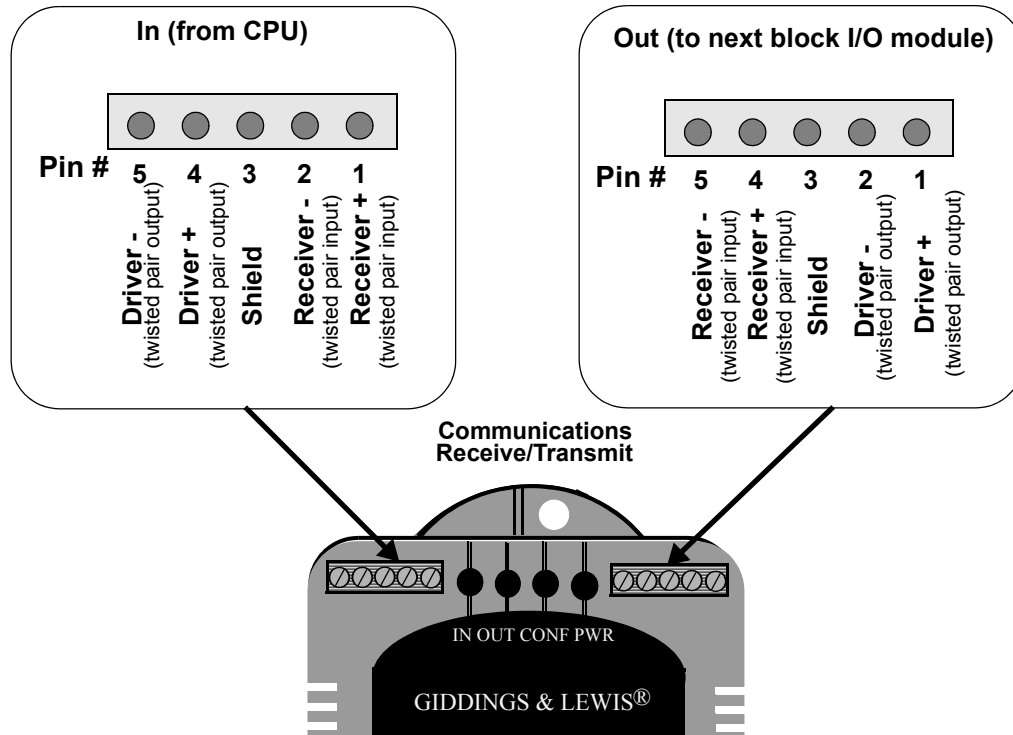 In (from CPU)
Pin # 5 4 3 2 1
Driver -
(twisted pair output)
Driver +
(twisted pair output)
Shield
Receiver -
(twisted pair input)
Receiver +
(twisted pair input)
Out (to next block I/O module)
Pin # 5 4 3 2 1
Receiver -
(twisted pair input)
Receiver +
(twisted pair input)
Shield
Driver -
(twisted pair output)
Driver +
(twisted pair output)
Communications
Receive/Transmit
IN OUT CONF PWR
GIDDINGS & LEWIS®